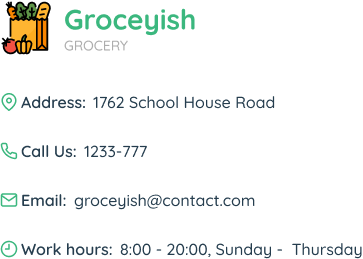 Groceyish
GROCERY
Address: 1762 School House Road
Call Us: 1233-777
Email: groceyish@contact.com
Work hours: 8:00 - 20:00, Sunday - Thursday